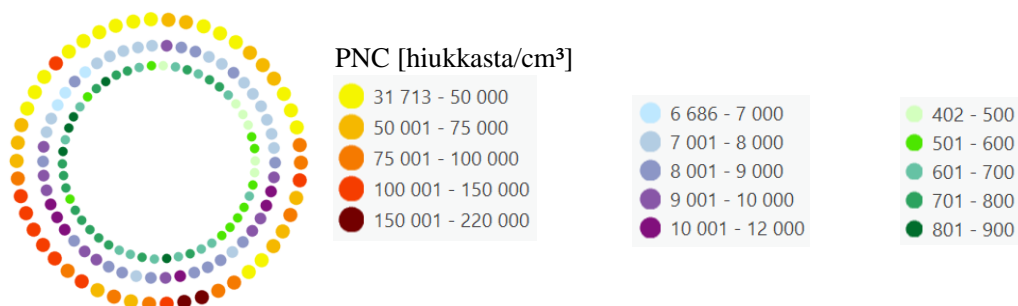 PNC [hiukkasta/cm³]
31 713 - 50 000
50 001 - 75 000
75 001 - 100 000
100 001 - 150 000
150 001 - 220 000
6 686 - 7 000
7 001 - 8 000
8 001 - 9 000
9 001 - 10 000
10 001 - 12 000
402 - 500
501 - 600
601 - 700
701 - 800
801 - 900